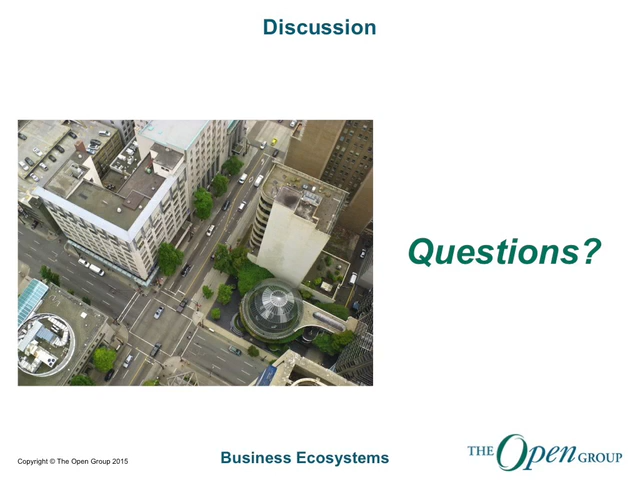 Discussion
Questions?
Copyright © The Open Group 2015
Business Ecosystems
THE Open GROUP